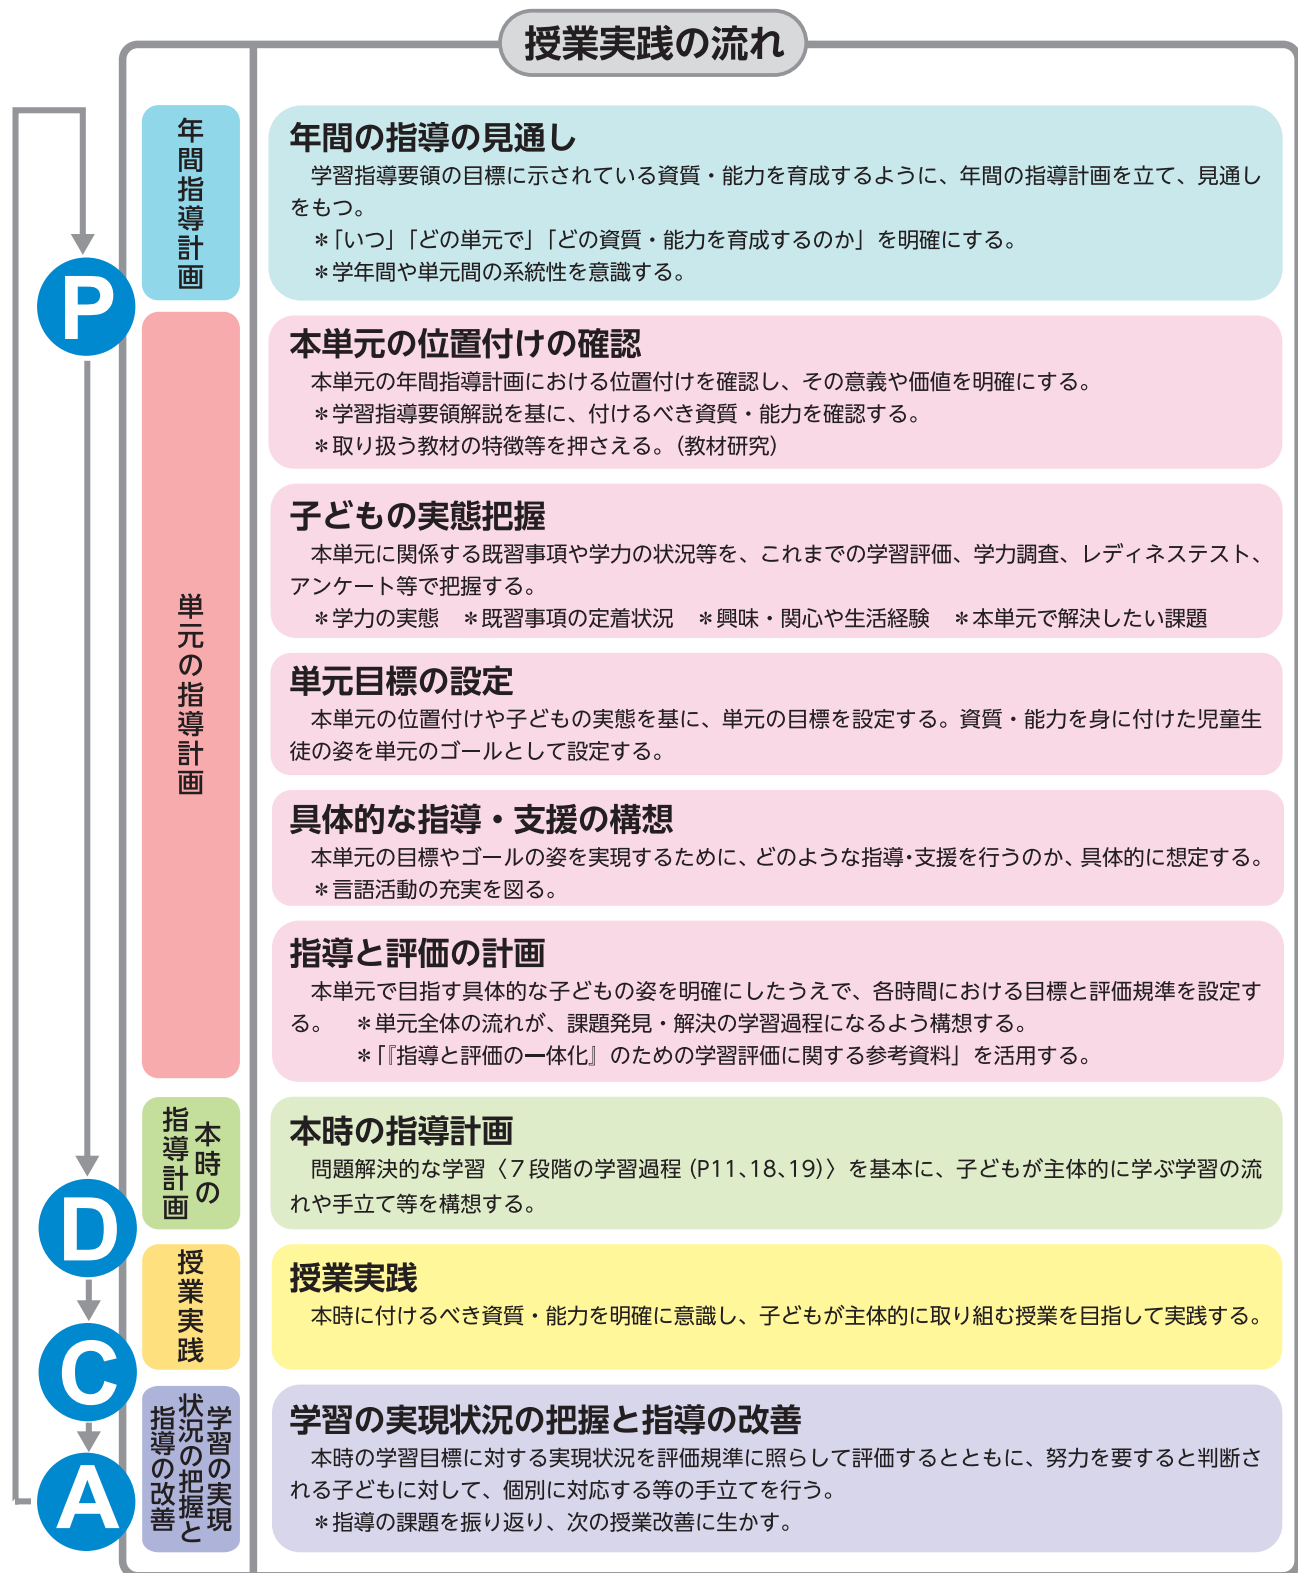 授業実践の流れ
P
D
C
A
年間指導計画
年間の指導の見通し
　学習指導要領の目標に示されている資質・能力を育成するように、年間の指導計画を立て、見通し
をもつ。
＊「いつ」「どの単元で」「どの資質・能力を育成するのか」を明確にする。
＊学年間や単元間の系統性を意識する。
単元の指導計画
本単元の位置付けの確認
　本単元の年間指導計画における位置付けを確認し、その意義や価値を明確にする。
＊学習指導要領解説を基に、付けるべき資質・能力を確認する。
＊取り扱う教材の特徴等を押さえる。（教材研究）
子どもの実態把握
　本単元に関係する既習事項や学力の状況等を、これまでの学習評価、学力調査、レディネステスト、
アンケート等で把握する。
＊学力の実態　＊既習事項の定着状況　＊興味・関心や生活経験　＊本単元で解決したい課題
単元目標の設定
　本単元の位置付けや子どもの実態を基に、単元の目標を設定する。資質・能力を身に付けた児童生
徒の姿を単元のゴールとして設定する。
具体的な指導・支援の構想
　本単元の目標やゴールの姿を実現するために、どのような指導・支援を行うのか、具体的に想定する。
＊言語活動の充実を図る。
指導と評価の計画
　本単元で目指す具体的な子どもの姿を明確にしたうえで、各時間における目標と評価規準を設定す
る。　＊単元全体の流れが、課題発見・解決の学習過程になるよう構想する。
＊「『指導と評価の一体化』のための学習評価に関する参考資料」を活用する。
本時の
指導計画
本時の指導計画
　問題解決的な学習〈７段階の学習過程（P11、18、19）〉を基本に、子どもが主体的に学ぶ学習の流
れや手立て等を構想する。
授業実践
授業実践
　本時に付けるべき資質・能力を明確に意識し、子どもが主体的に取り組む授業を目指して実践する。
学習の実現
状況の把握と
指導の改善
学習の実現状況の把握と指導の改善
　本時の学習目標に対する実現状況を評価規準に照らして評価するとともに、努力を要すると判断さ
れる子どもに対して、個別に対応する等の手立てを行う。
＊指導の課題を振り返り、次の授業改善に生かす。